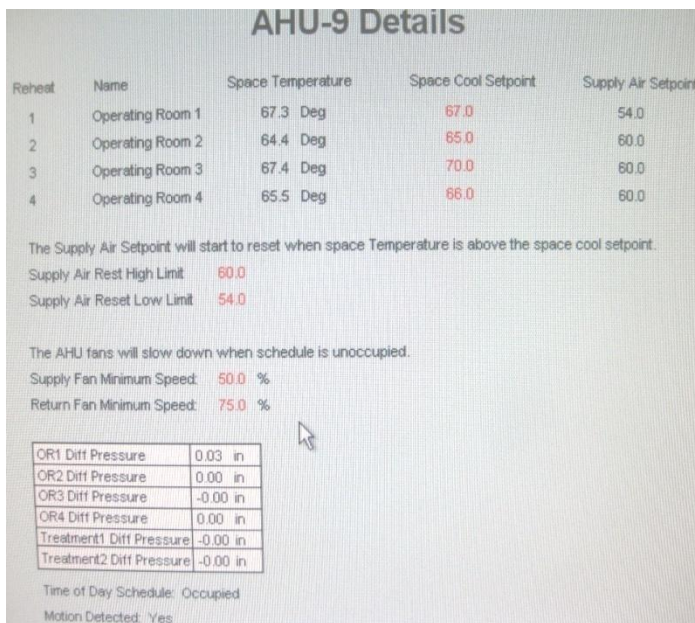 AHU-9 Details
Reheat Name Space Temperature Space Cool Setpoint Supply Air Setpoin
1 Operating Room 1 67.3 Deg 67.0 54.0
2 Operating Room 2 64.4 Deg 65.0 60.0
3 Operating Room 3 67.4 Deg 70.0 60.0
4 Operating Room 4 65.5 Deg 66.0 60.0
The Supply Air Setpoint will start to reset when space Temperature is above the space cool setpoint.
Supply Air Rest High Limit 60.0
Supply Air Reset Low Limit 54.0
The AHU fans will slow down when schedule is unoccupied.
Supply Fan Minimum Speed: 50.0 %
Return Fan Minimum Speed: 75.0 %
OR1 Diff Pressure 0.03 in
OR2 Diff Pressure 0.00 in
OR3 Diff Pressure -0.00 in
OR4 Diff Pressure 0.00 in
Treatment1 Diff Pressure -0.00 in
Treatment2 Diff Pressure -0.00 in
Time of Day Schedule: Occupied
Motion Detected: Yes